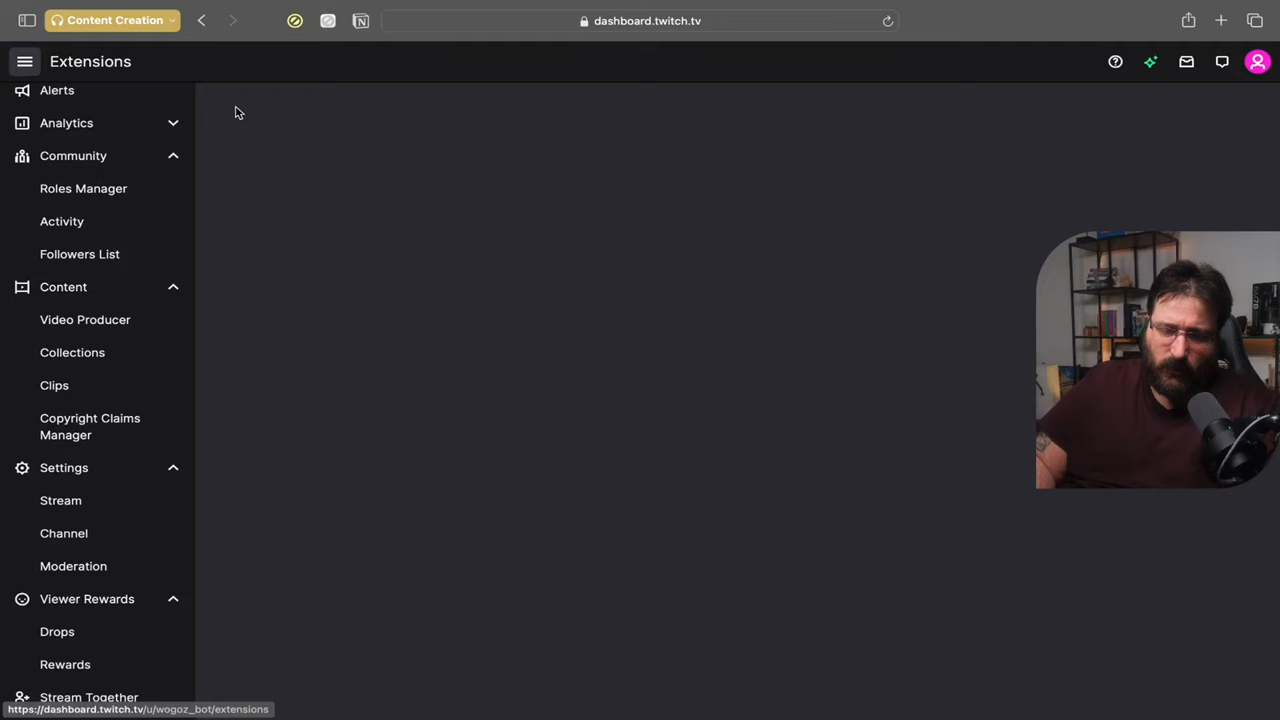 Content Creation
dashboard.twitch.tv
Extensions
Alerts
Analytics
Community
Roles Manager
Activity
Followers List
Content
Video Producer
Collections
Clips
Copyright Claims
Manager
Settings
Stream
Channel
Moderation
Viewer Rewards
Drops
Rewards
Stream Together
https://dashboard.twitch.tv/u/wogoz_bot/extensions